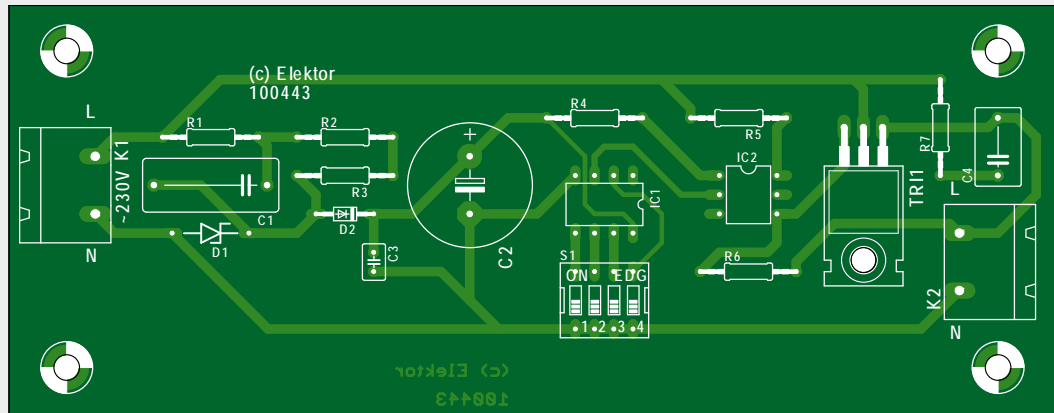 (c) Elektor
100443
L
R1
R2
R4
R5
R7
C4
~230V K1
R3
IC2
IC1
TRI1
L
C1
D2
D1
N
C2
C3
S1
R6
ON EDG
K2
1 2 3 4
N
(c) Elektor
100443